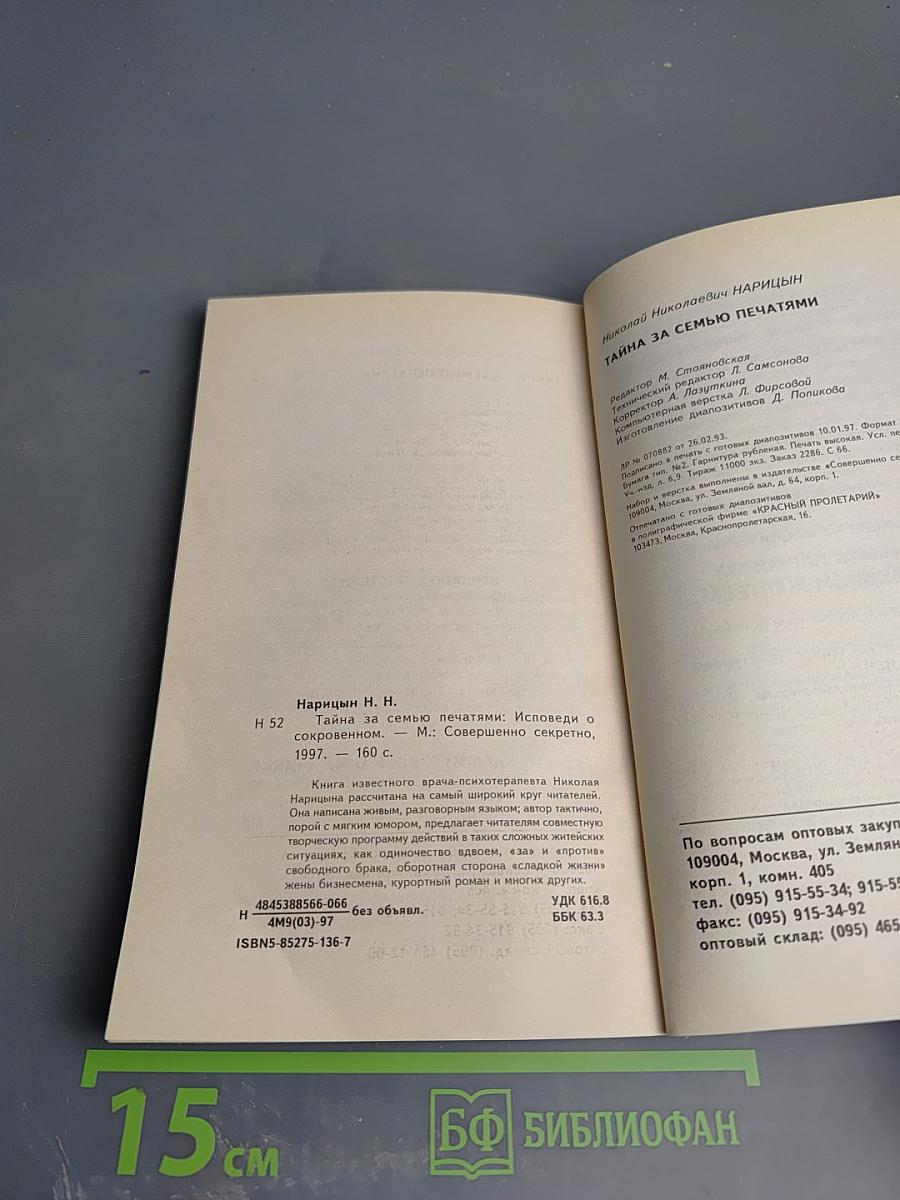 Нарицын Н. Н.
Н 52
Тайна за семью печатями: Исповеди о
сокровенном. — М.: Совершенно секретно,
1997. — 160 с.
Книга известного врача-психотерапевта Николая
Нарицына рассчитана на самый широкий круг читателей.
Она написана живым, разговорным языком; автор тактично,
порой с мягким юмором, предлагает читателям совместную
творческую программу действий в таких сложных житейских
ситуациях, как одиночество вдвоем, «за» и «против»
свободного брака, оборотная сторона «сладкой жизни»
жены бизнесмена, курортный роман и многих других.
Н 4845388566-066
4М9(03)-97 без объявл.
УДК 616.8
ББК 63.3
ISBN5-85275-136-7
Николай Николаевич НАРИЦЫН
ТАЙНА ЗА СЕМЬЮ ПЕЧАТЯМИ
Редактор М. Стояновская
Технический редактор Л. Самсонова
Корректор А. Лазуткина
Компьютерная верстка Л. Фирсовой
Изготовление диапозитивов Д. Попикова
ЛР № 070882 от 26.02.93.
Подписано в печать с готовых диапозитивов 10.01.97. Формат
Бумага тип. №2. Гарнитура рубленая. Печать высокая. Усл. пе
Уч.-изд. л. 6,9. Тираж 11000 экз. Заказ 2286. С 66.
Набор и верстка выполнены в издательстве «Совершенно се
109004, Москва, ул. Земляной вал, д. 64, корп. 1.
Отпечатано с готовых диапозитивов
в полиграфической фирме «КРАСНЫЙ ПРОЛЕТАРИЙ»
103473, Москва, Краснопролетарская, 16.
По вопросам оптовых закуп
109004, Москва, ул. Землян
корп. 1, комн. 405
тел. (095) 915-55-34; 915-55
факс: (095) 915-34-92
оптовый склад: (095) 465
15 см
БФ БИБЛИОФАН